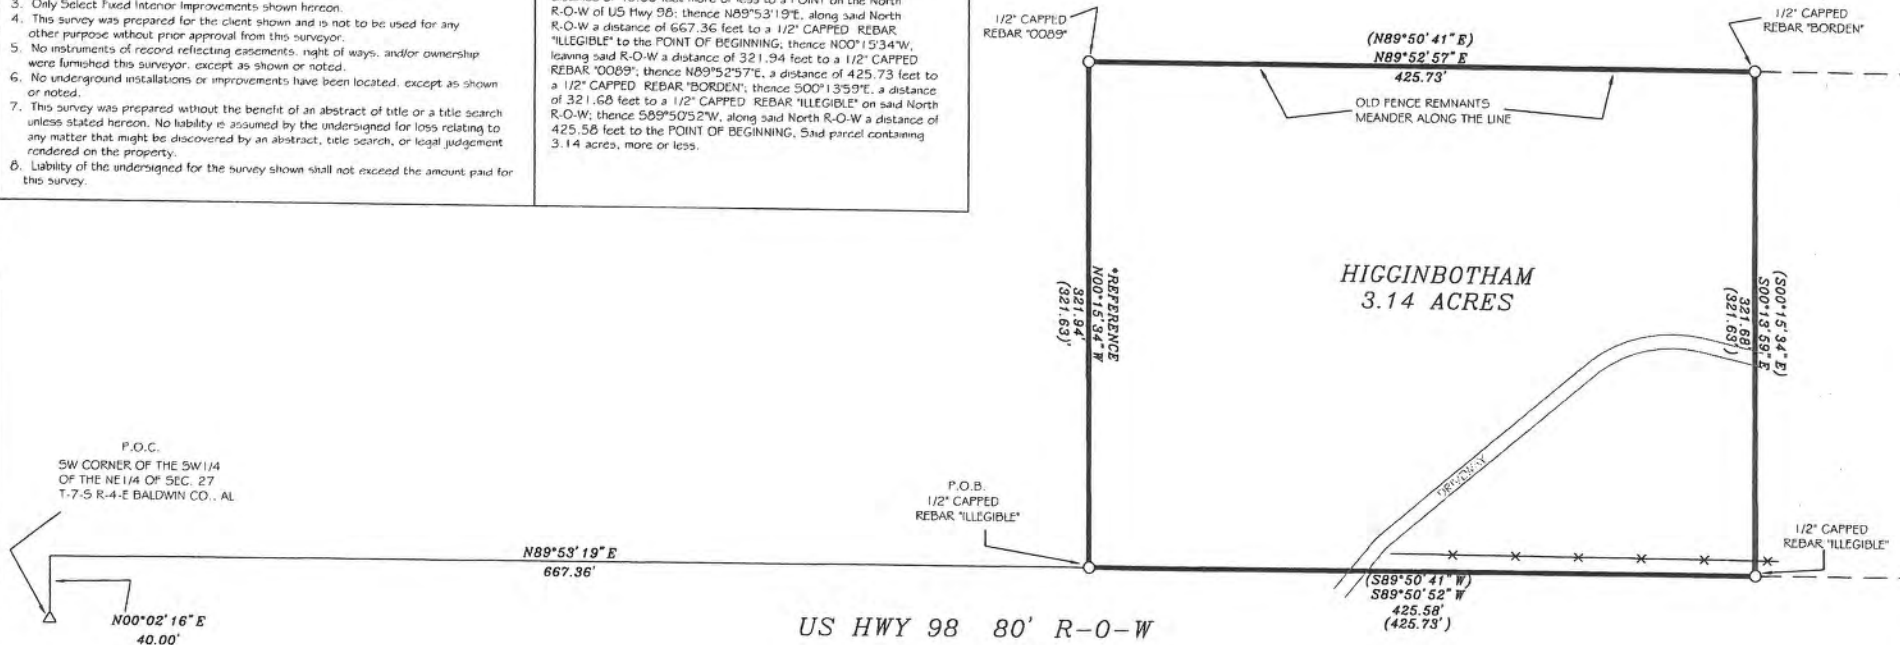 3. Only Select Fixed Interior Improvements shown hereon.
4. This survey was prepared for the client shown and is not to be used for any
other purpose without prior approval from this surveyor.
5. No instruments of record reflecting easements, right of ways, and/or ownership
were furnished this surveyor, except as shown or noted.
6. No underground installations or improvements have been located, except as shown
or noted.
7. This survey was prepared without the benefit of an abstract of title or a title search
unless stated hereon. No liability is assumed by the undersigned for loss relating to
any matter that might be discovered by an abstract, title search, or legal judgement
rendered on the property.
8. Liability of the undersigned for the survey shown shall not exceed the amount paid for
this survey.
feet more or less to a POINT on the North
R-O-W of US Hwy 98; thence N89°53'19"E, along said North
R-O-W a distance of 667.36 feet to a 1/2" CAPPED REBAR
"ILLEGIBLE" to the POINT OF BEGINNING; thence N00°15'34"W,
leaving said R-O-W a distance of 321.94 feet to a 1/2" CAPPED
REBAR "0089"; thence N89°52'57"E, a distance of 425.73 feet to
a 1/2" CAPPED REBAR "BORDEN"; thence S00°13'59"E, a distance
of 321.68 feet to a 1/2" CAPPED REBAR "ILLEGIBLE" on said North
R-O-W; thence S89°50'52"W, along said North R-O-W a distance of
425.58 feet to the POINT OF BEGINNING, Said parcel containing
3.14 acres, more or less.
1/2" CAPPED
REBAR "0089"
(N89°50'41"E)
N89°52'57"E
425.73'
1/2" CAPPED
REBAR "BORDEN"
OLD FENCE REMNANTS
MEANDER ALONG THE LINE
*REFERENCE
N00°15'34"W
321.94'
(321.63)'
HIGGINBOTHAM
3.14 ACRES
(S00°15'34"E)
S00°13'59"E
321.68'
(321.63')
DRIVEWAY
P.O.C.
SW CORNER OF THE SW1/4
OF THE NE1/4 OF SEC. 27
T-7-S R-4-E BALDWIN CO., AL
P.O.B.
1/2" CAPPED
REBAR "ILLEGIBLE"
1/2" CAPPED
REBAR "ILLEGIBLE"
N89°53'19"E
667.36'
N00°02'16"E
40.00'
(S89°50'41"W)
S89°50'52"W
425.58'
(425.73')
US HWY 98 80' R-O-W